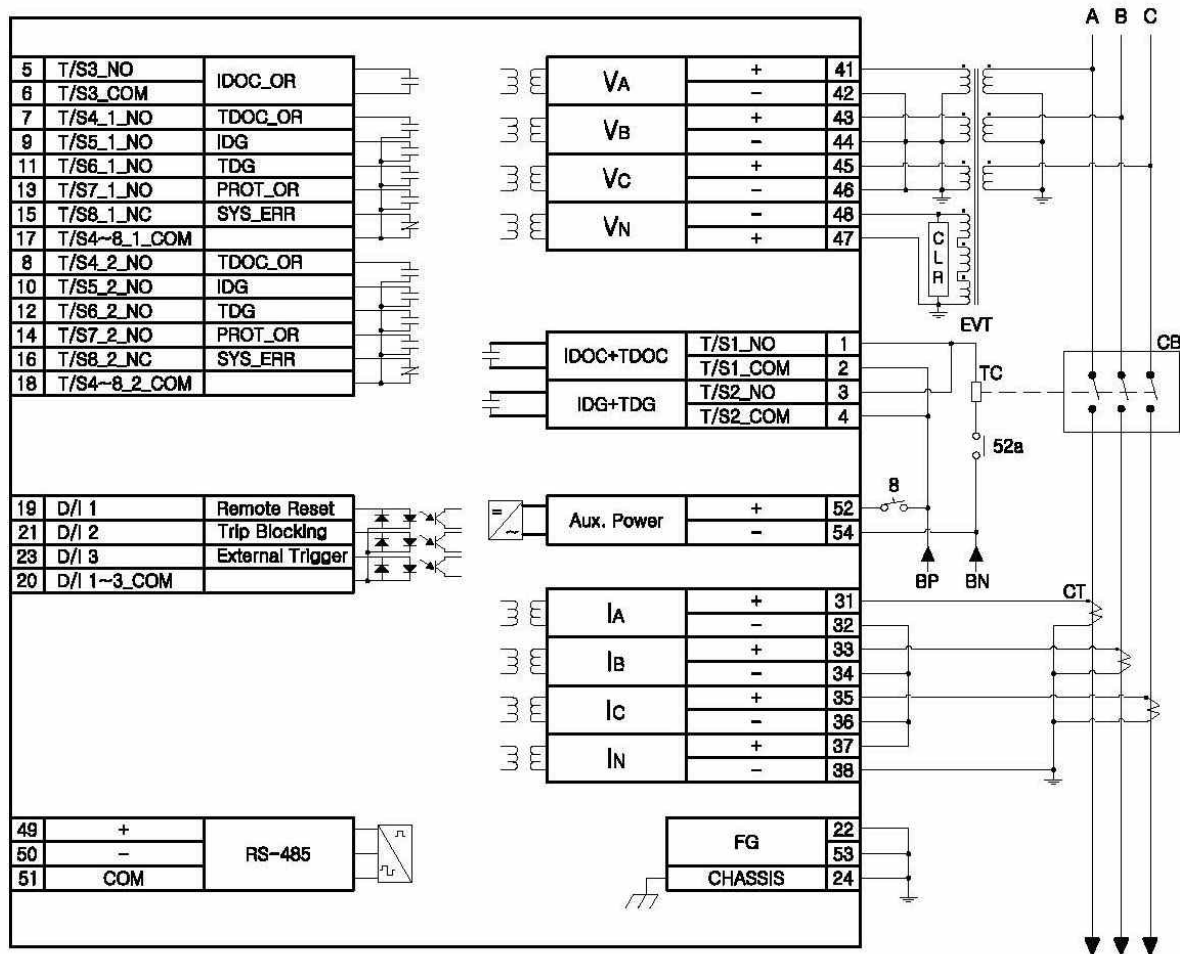 A B C
5 T/S3_NO IDOC_OR
6 T/S3_COM
7 T/S4_1_NO TDOC_OR
9 T/S5_1_NO IDG
11 T/S6_1_NO TDG
13 T/S7_1_NO PROT_OR
15 T/S8_1_NC SYS_ERR
17 T/S4~8_1_COM
8 T/S4_2_NO TDOC_OR
10 T/S5_2_NO IDG
12 T/S6_2_NO TDG
14 T/S7_2_NO PROT_OR
16 T/S8_2_NC SYS_ERR
18 T/S4~8_2_COM
VA + 41
− 42
VB + 43
− 44
VC + 45
− 46
VN − 48
+ 47
CLR
EVT
IDOC+TDOC T/S1_NO 1
T/S1_COM 2
IDG+TDG T/S2_NO 3
T/S2_COM 4
TC
CB
52a
8
19 D/I 1 Remote Reset
21 D/I 2 Trip Blocking
23 D/I 3 External Trigger
20 D/I 1~3_COM
Aux. Power + 52
− 54
BP BN
CT
IA + 31
− 32
IB + 33
− 34
IC + 35
− 36
IN + 37
− 38
49 + RS-485
50 −
51 COM
FG 22
53
CHASSIS 24